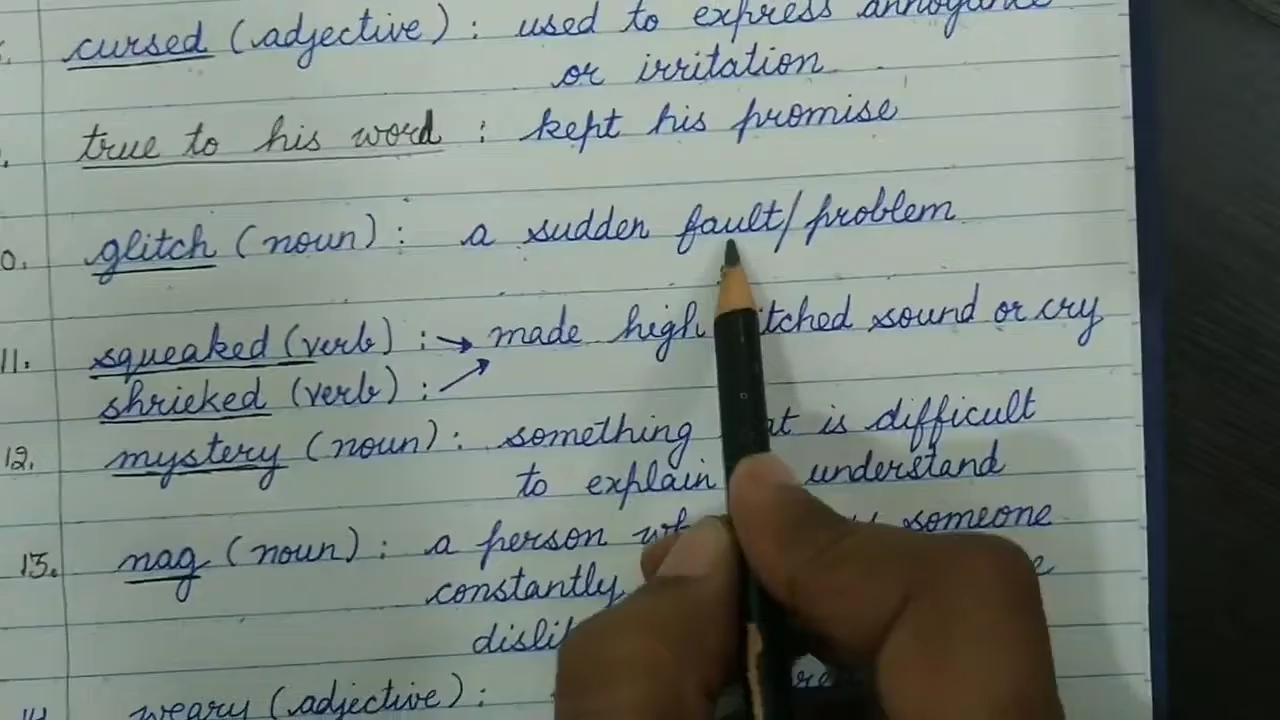 cursed (adjective) : used to express annoyance
or irritation
true to his word : kept his promise
glitch (noun) : a sudden fault/problem
11. squeaked (verb) : → made high itched sound or cry
shrieked (verb) :
12. mystery (noun) : something is difficult
to explain understand
13. nag (noun) : a person someone
constantly
weary (adjective) :